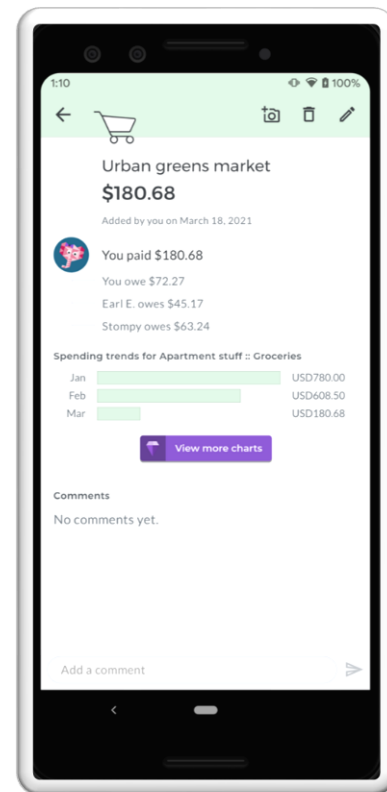 1:10
100%
Urban greens market
$180.68
Added by you on March 18, 2021
You paid $180.68
You owe $72.27
Earl E. owes $45.17
Stompy owes $63.24
Spending trends for Apartment stuff :: Groceries
Jan USD780.00
Feb USD608.50
Mar USD180.68
View more charts
Comments
No comments yet.
Add a comment